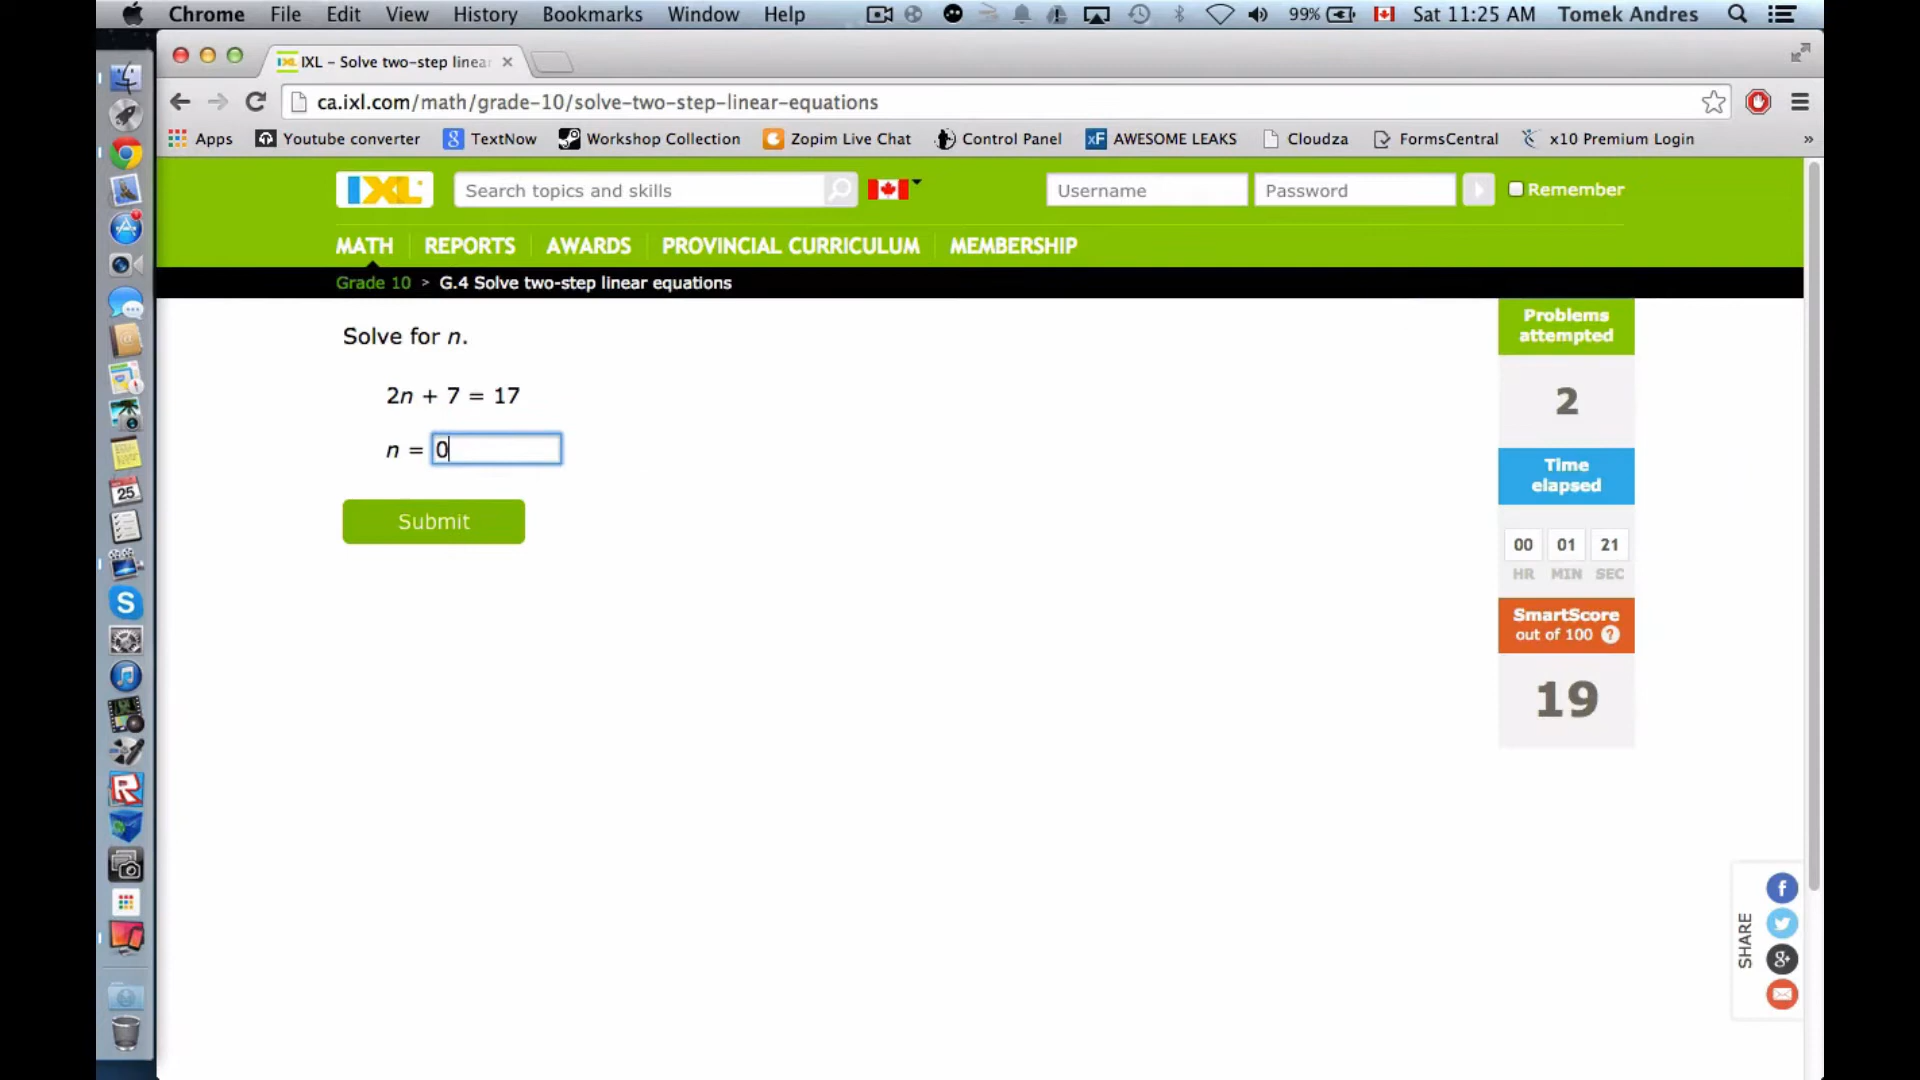 Chrome File Edit View History Bookmarks Window Help 99% Sat 11:25 AM Tomek Andres
IXL - Solve two-step linea
ca.ixl.com/math/grade-10/solve-two-step-linear-equations
Apps Youtube converter TextNow Workshop Collection Zopim Live Chat Control Panel xF AWESOME LEAKS Cloudza FormsCentral x10 Premium Login »
IXL Search topics and skills Username Password Remember
MATH REPORTS AWARDS PROVINCIAL CURRICULUM MEMBERSHIP
Grade 10 > G.4 Solve two-step linear equations
Solve for n.
2n + 7 = 17
n = 0
Submit
Problems
attempted
2
Time
elapsed
00 01 21
HR MIN SEC
SmartScore
out of 100 ?
19
SHARE
25